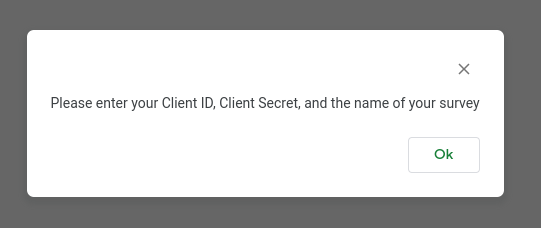 Please enter your Client ID, Client Secret, and the name of your survey
Ok